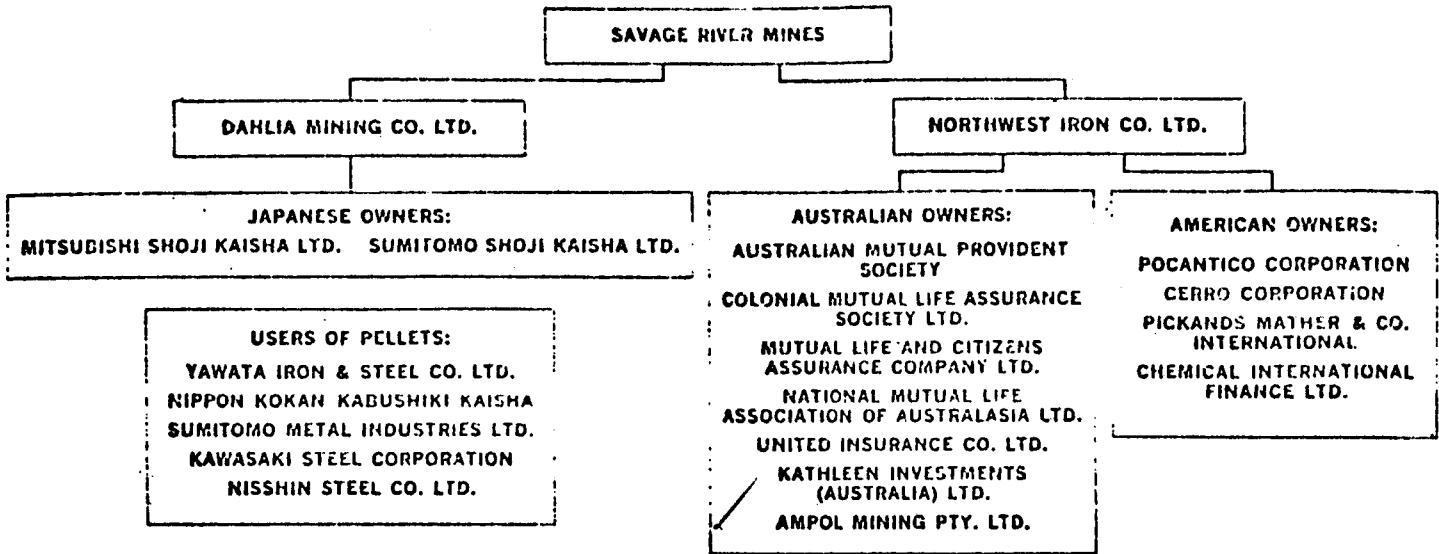 SAVAGE RIVER MINES
DAHLIA MINING CO. LTD.
NORTHWEST IRON CO. LTD.
JAPANESE OWNERS:
MITSUBISHI SHOJI KAISHA LTD. SUMITOMO SHOJI KAISHA LTD.
USERS OF PELLETS:
YAWATA IRON & STEEL CO. LTD.
NIPPON KOKAN KABUSHIKI KAISHA
SUMITOMO METAL INDUSTRIES LTD.
KAWASAKI STEEL CORPORATION
NISSHIN STEEL CO. LTD.
AUSTRALIAN OWNERS:
AUSTRALIAN MUTUAL PROVIDENT
SOCIETY
COLONIAL MUTUAL LIFE ASSURANCE
SOCIETY LTD.
MUTUAL LIFE AND CITIZENS
ASSURANCE COMPANY LTD.
NATIONAL MUTUAL LIFE
ASSOCIATION OF AUSTRALASIA LTD.
UNITED INSURANCE CO. LTD.
KATHLEEN INVESTMENTS
(AUSTRALIA) LTD.
AMPOL MINING PTY. LTD.
AMERICAN OWNERS:
POCANTICO CORPORATION
CERRO CORPORATION
PICKANDS MATHER & CO.
INTERNATIONAL
CHEMICAL INTERNATIONAL
FINANCE LTD.